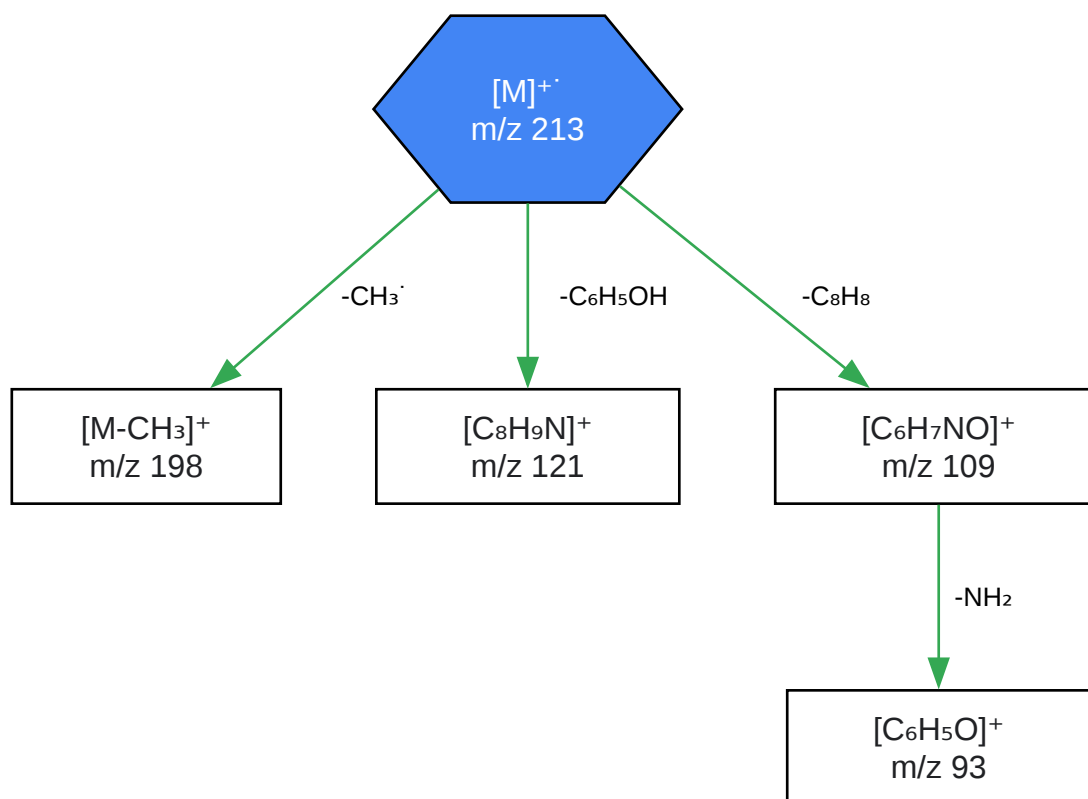 [M]⁺˙
m/z 213
-CH₃˙
-C₆H₅OH
-C₈H₈
[M-CH₃]⁺
m/z 198
[C₈H₉N]⁺
m/z 121
[C₆H₇NO]⁺
m/z 109
-NH₂
[C₆H₅O]⁺
m/z 93